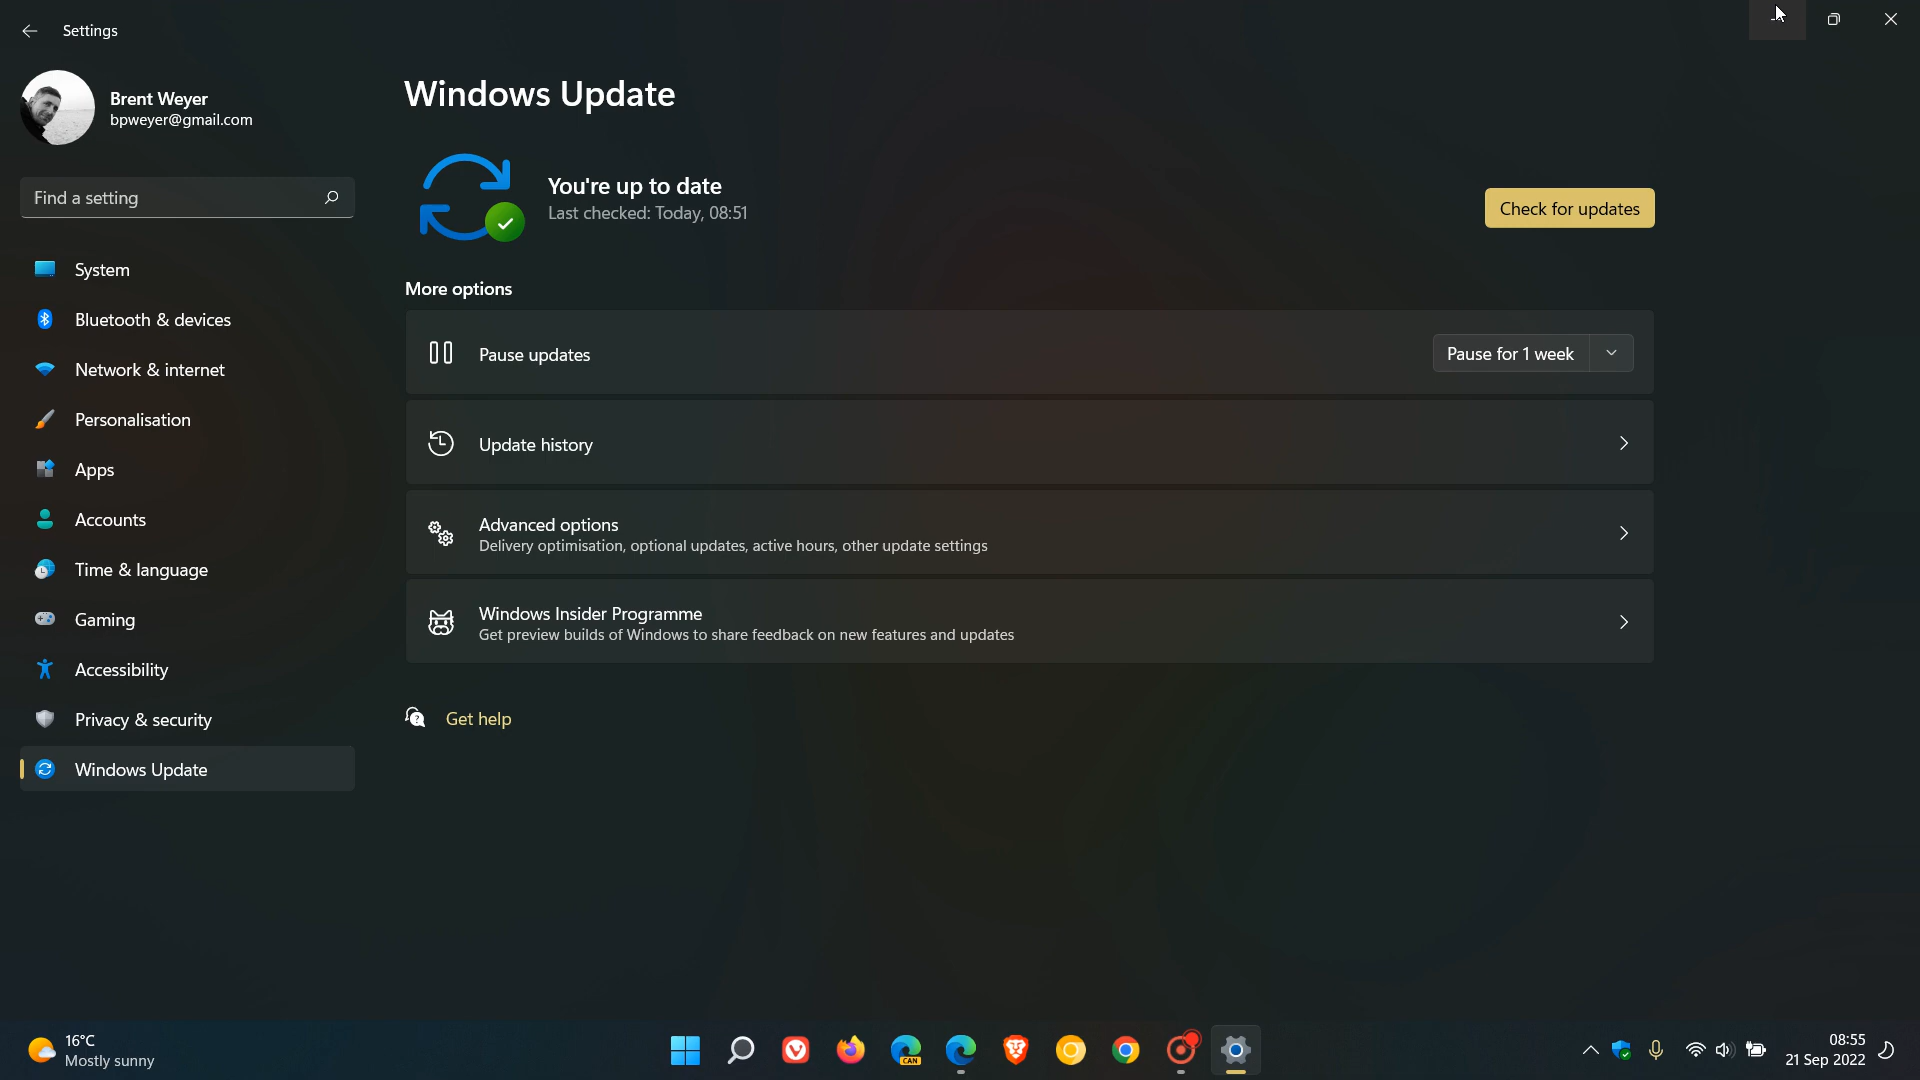 Settings
Brent Weyer
bpweyer@gmail.com
Find a setting
System
Bluetooth & devices
Network & internet
Personalisation
Apps
Accounts
Time & language
Gaming
Accessibility
Privacy & security
Windows Update
Windows Update
You're up to date
Last checked: Today, 08:51
Check for updates
More options
Pause updates
Pause for 1 week
Update history
Advanced options
Delivery optimisation, optional updates, active hours, other update settings
Windows Insider Programme
Get preview builds of Windows to share feedback on new features and updates
Get help
16°C
Mostly sunny
CAN
08:55
21 Sep 2022